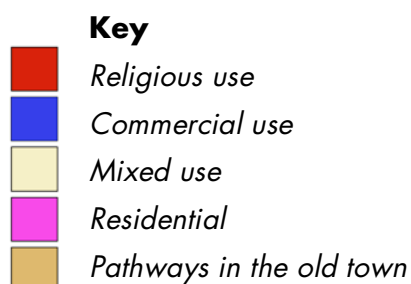 Key
Religious use
Commercial use
Mixed use
Residential
Pathways in the old town